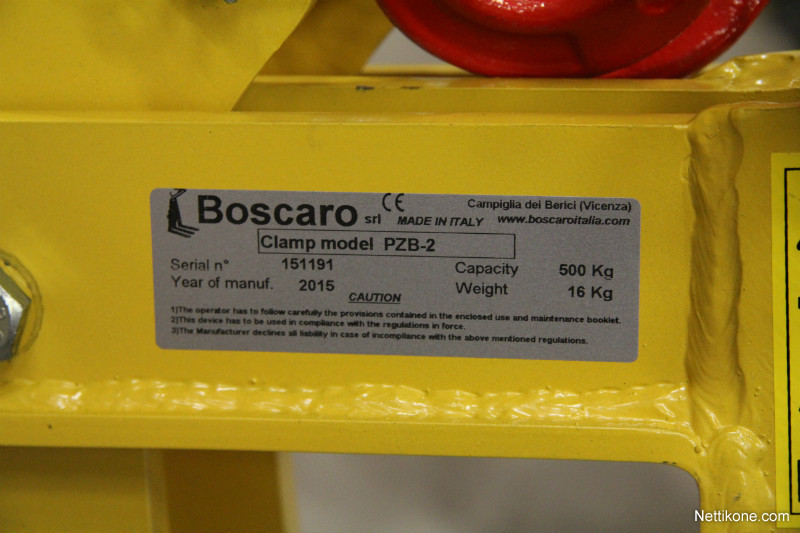 Boscaro srl CE MADE IN ITALY
Campiglia dei Berici (Vicenza)
www.boscaroitalia.com
Clamp model PZB-2
Serial n° 151191
Year of manuf. 2015
Capacity 500 Kg
Weight 16 Kg
CAUTION
1)The operator has to follow carefully the provisions contained in the enclosed use and maintenance booklet.
2)This device has to be used in compliance with the regulations in force.
3)The Manufacturer declines all liability in case of incompliance with the above mentioned regulations.
Nettikone.com